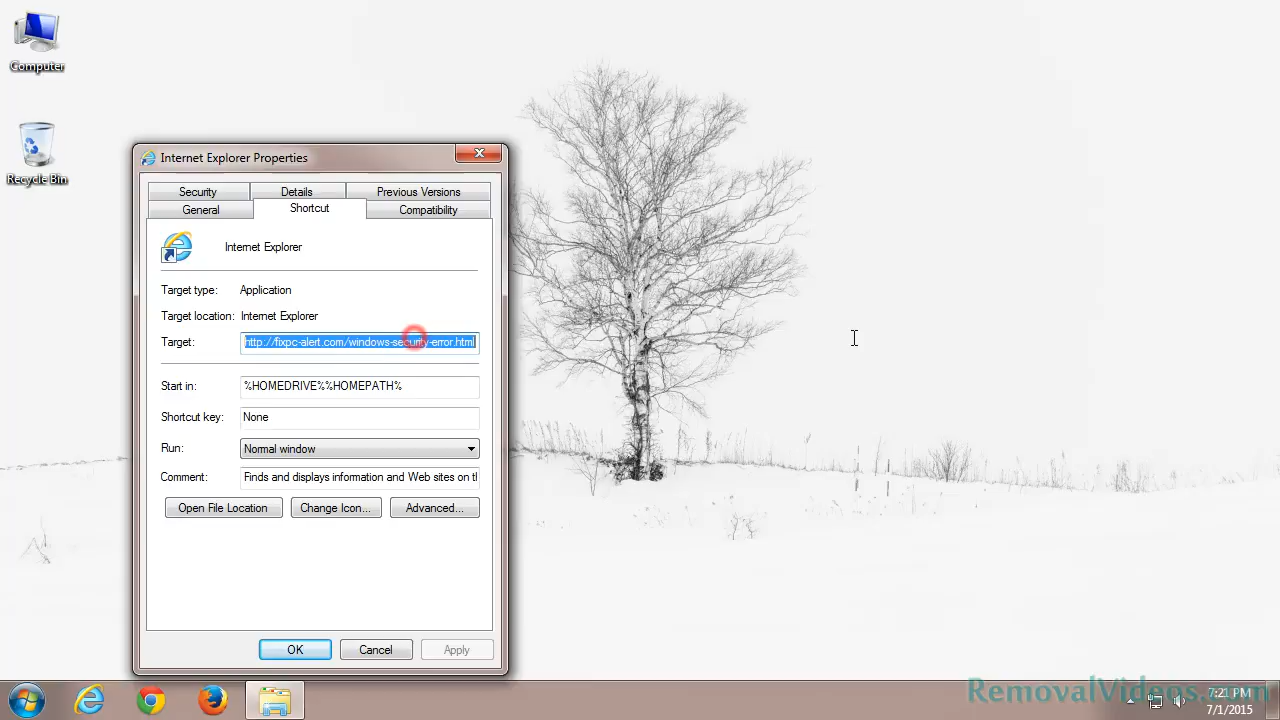 Computer
Recycle Bin
Internet Explorer Properties
Security Details Previous Versions
General Shortcut Compatibility
Internet Explorer
Target type: Application
Target location: Internet Explorer
Target: http://fixpc-alert.com/windows-security-error.html
Start in: %HOMEDRIVE%%HOMEPATH%
Shortcut key: None
Run: Normal window
Comment: Finds and displays information and Web sites on tl
Open File Location Change Icon... Advanced...
OK Cancel Apply
RemovalVideos.com
7:21 PM
7/1/2015